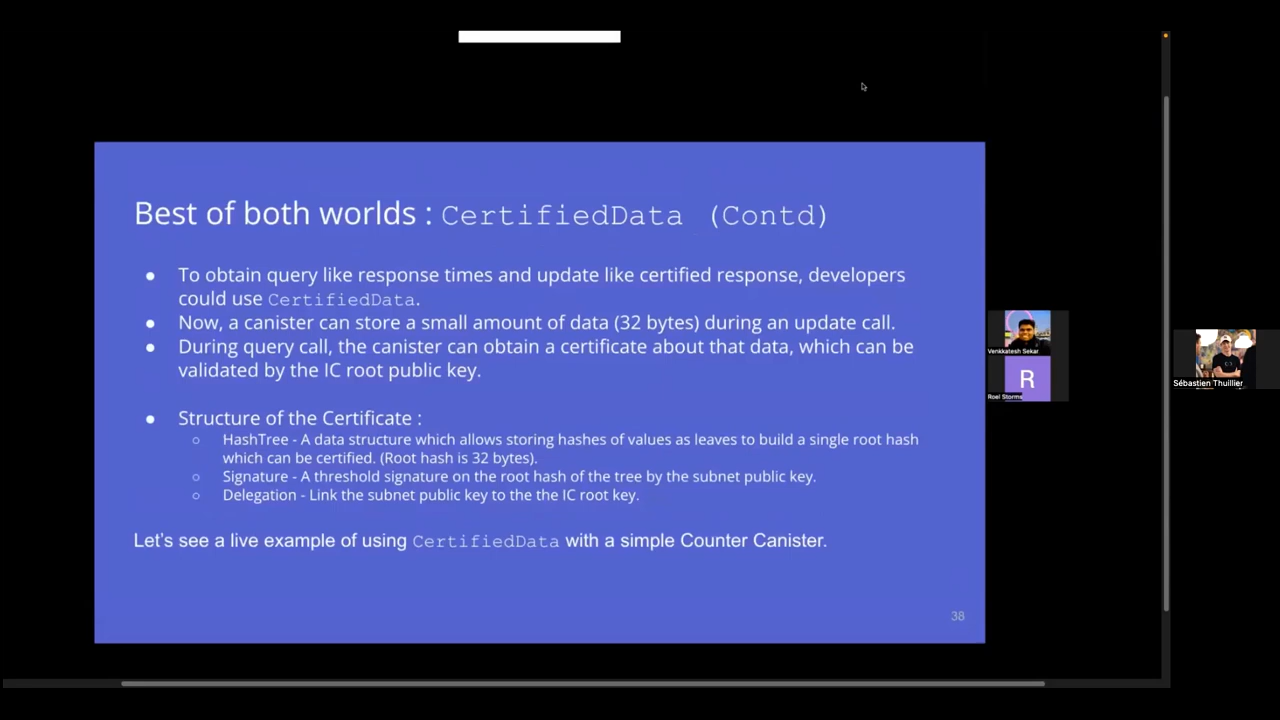 Best of both worlds : CertifiedData (Contd)
● To obtain query like response times and update like certified response, developers
could use CertifiedData.
● Now, a canister can store a small amount of data (32 bytes) during an update call.
● During query call, the canister can obtain a certificate about that data, which can be
validated by the IC root public key.
● Structure of the Certificate :
○ HashTree - A data structure which allows storing hashes of values as leaves to build a single root hash
which can be certified. (Root hash is 32 bytes).
○ Signature - A threshold signature on the root hash of the tree by the subnet public key.
○ Delegation - Link the subnet public key to the the IC root key.
Let's see a live example of using CertifiedData with a simple Counter Canister.
38
Venkkatesh Sekar
R
Roel Storms
Sébastien Thuillier